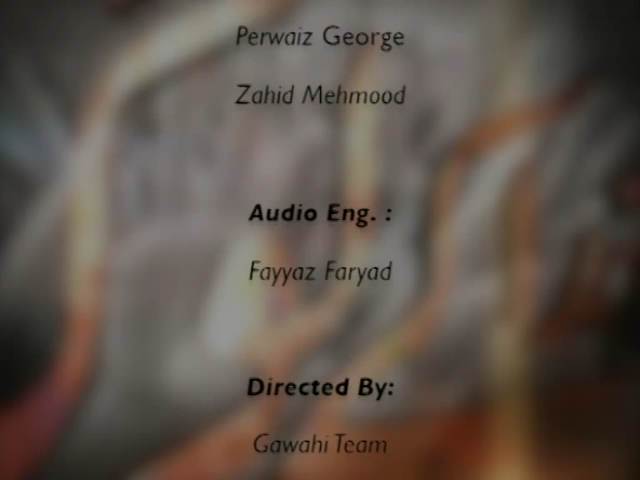 Perwaiz George
Zahid Mehmood
Audio Eng. :
Fayyaz Faryad
Directed By:
Gawahi Team